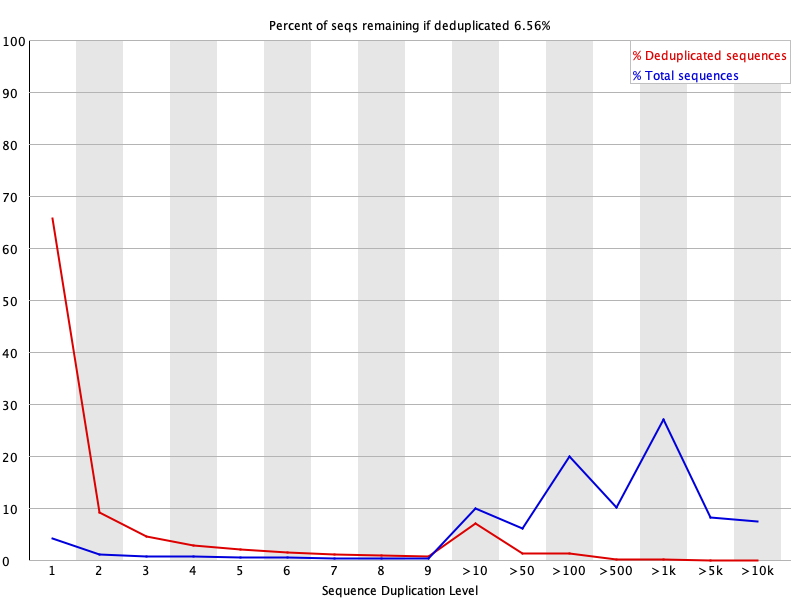 Percent of seqs remaining if deduplicated 6.56%
% Deduplicated sequences
% Total sequences
100
90
80
70
60
50
40
30
20
10
0
1 2 3 4 5 6 7 8 9 >10 >50 >100 >500 >1k >5k >10k
Sequence Duplication Level